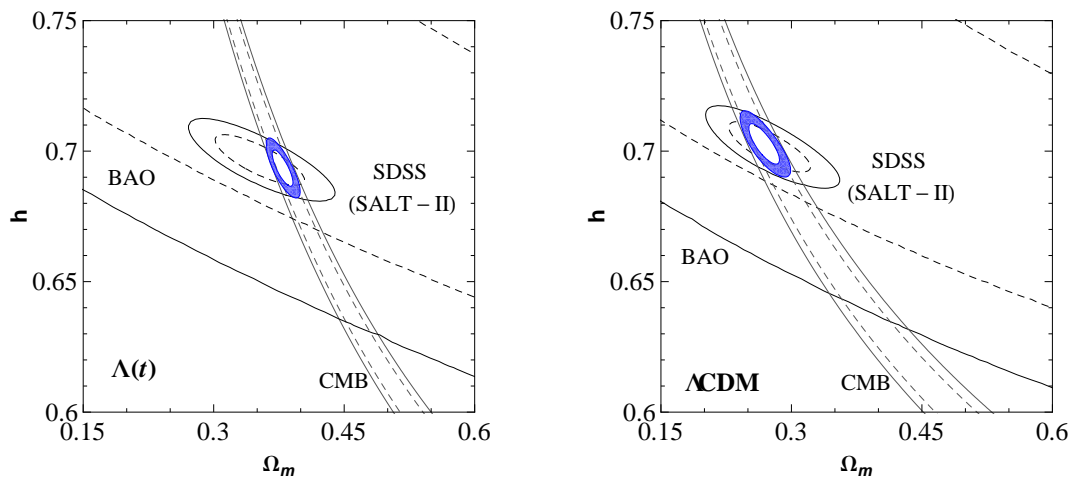 0.75
0.7
0.65
0.6
h
BAO
SDSS
(SALT – II)
Λ(t)
CMB
0.15 0.3 0.45 0.6
Ωm
0.75
0.7
0.65
0.6
h
SDSS
(SALT – II)
BAO
ΛCDM
CMB
0.15 0.3 0.45 0.6
Ωm